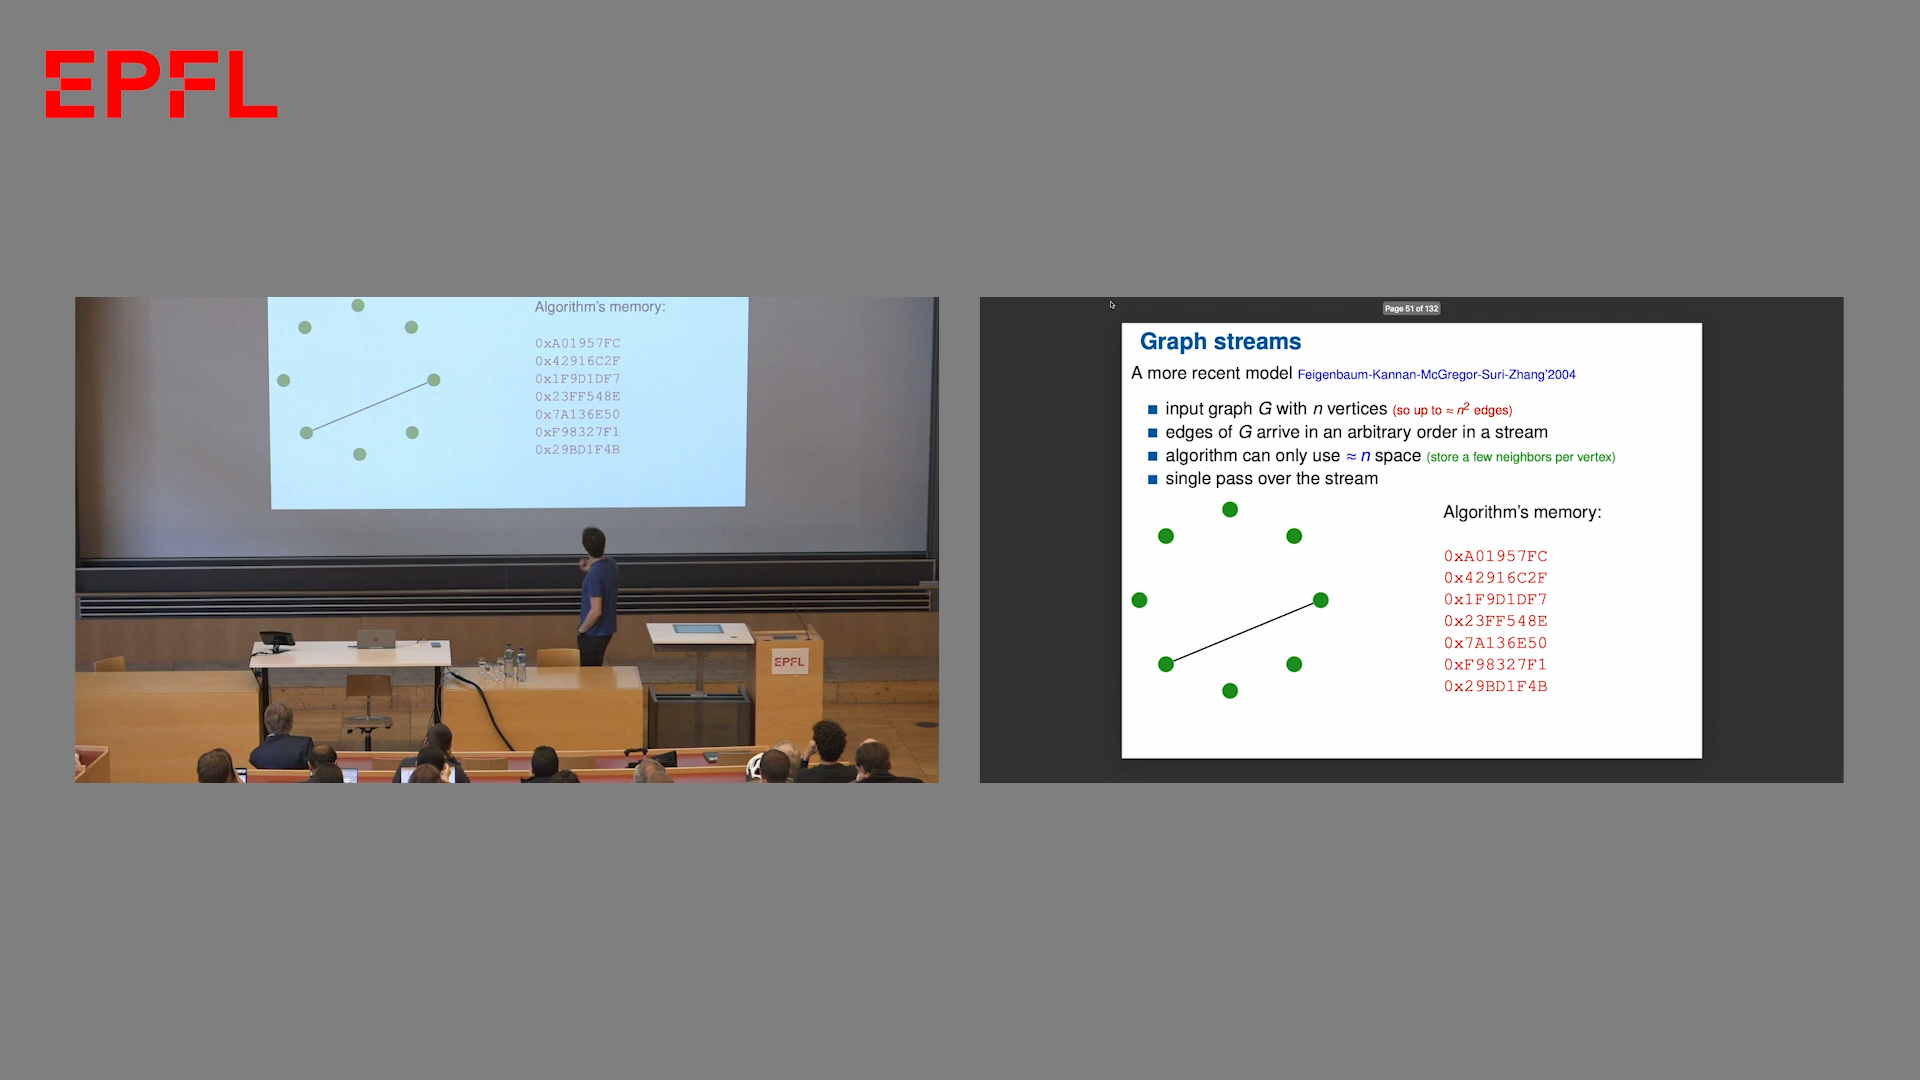 EPFL
Algorithm's memory:
0xA01957FC
0x42916C2F
0x1F9D1DF7
0x23FF548E
0x7A136E50
0xF98327F1
0x29BD1F4B
EPFL
Page 51 of 132
Graph streams
A more recent model Feigenbaum-Kannan-McGregor-Suri-Zhang'2004
input graph G with n vertices (so up to ≈ n² edges)
edges of G arrive in an arbitrary order in a stream
algorithm can only use ≈ n space (store a few neighbors per vertex)
single pass over the stream
Algorithm's memory:
0xA01957FC
0x42916C2F
0x1F9D1DF7
0x23FF548E
0x7A136E50
0xF98327F1
0x29BD1F4B